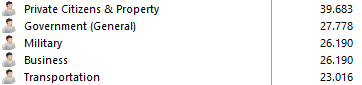 Private Citizens & Property 39.683
Government (General) 27.778
Military 26.190
Business 26.190
Transportation 23.016